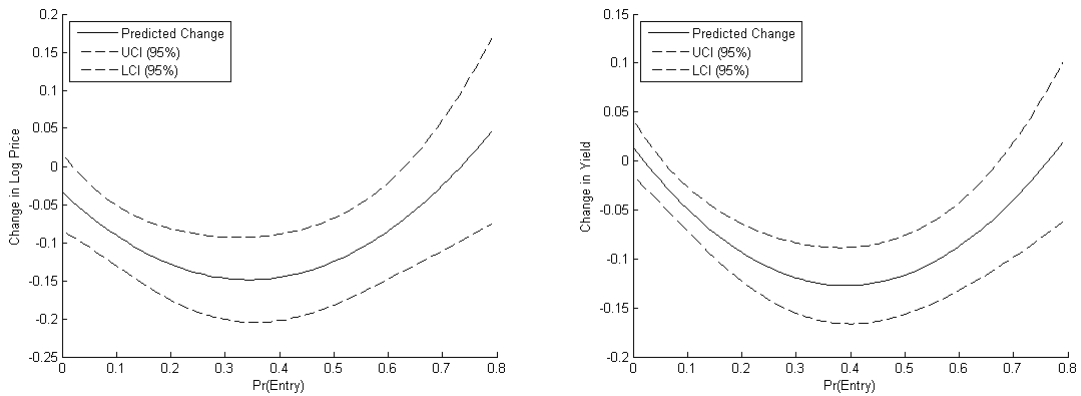 0.2
0.15
0.1
0.05
0
-0.05
-0.1
-0.15
-0.2
-0.25
Change in Log Price
Predicted Change
UCI (95%)
LCI (95%)
0 0.1 0.2 0.3 0.4 0.5 0.6 0.7 0.8
Pr(Entry)
0.15
0.1
0.05
0
-0.05
-0.1
-0.15
-0.2
Change in Yield
Predicted Change
UCI (95%)
LCI (95%)
0 0.1 0.2 0.3 0.4 0.5 0.6 0.7 0.8
Pr(Entry)